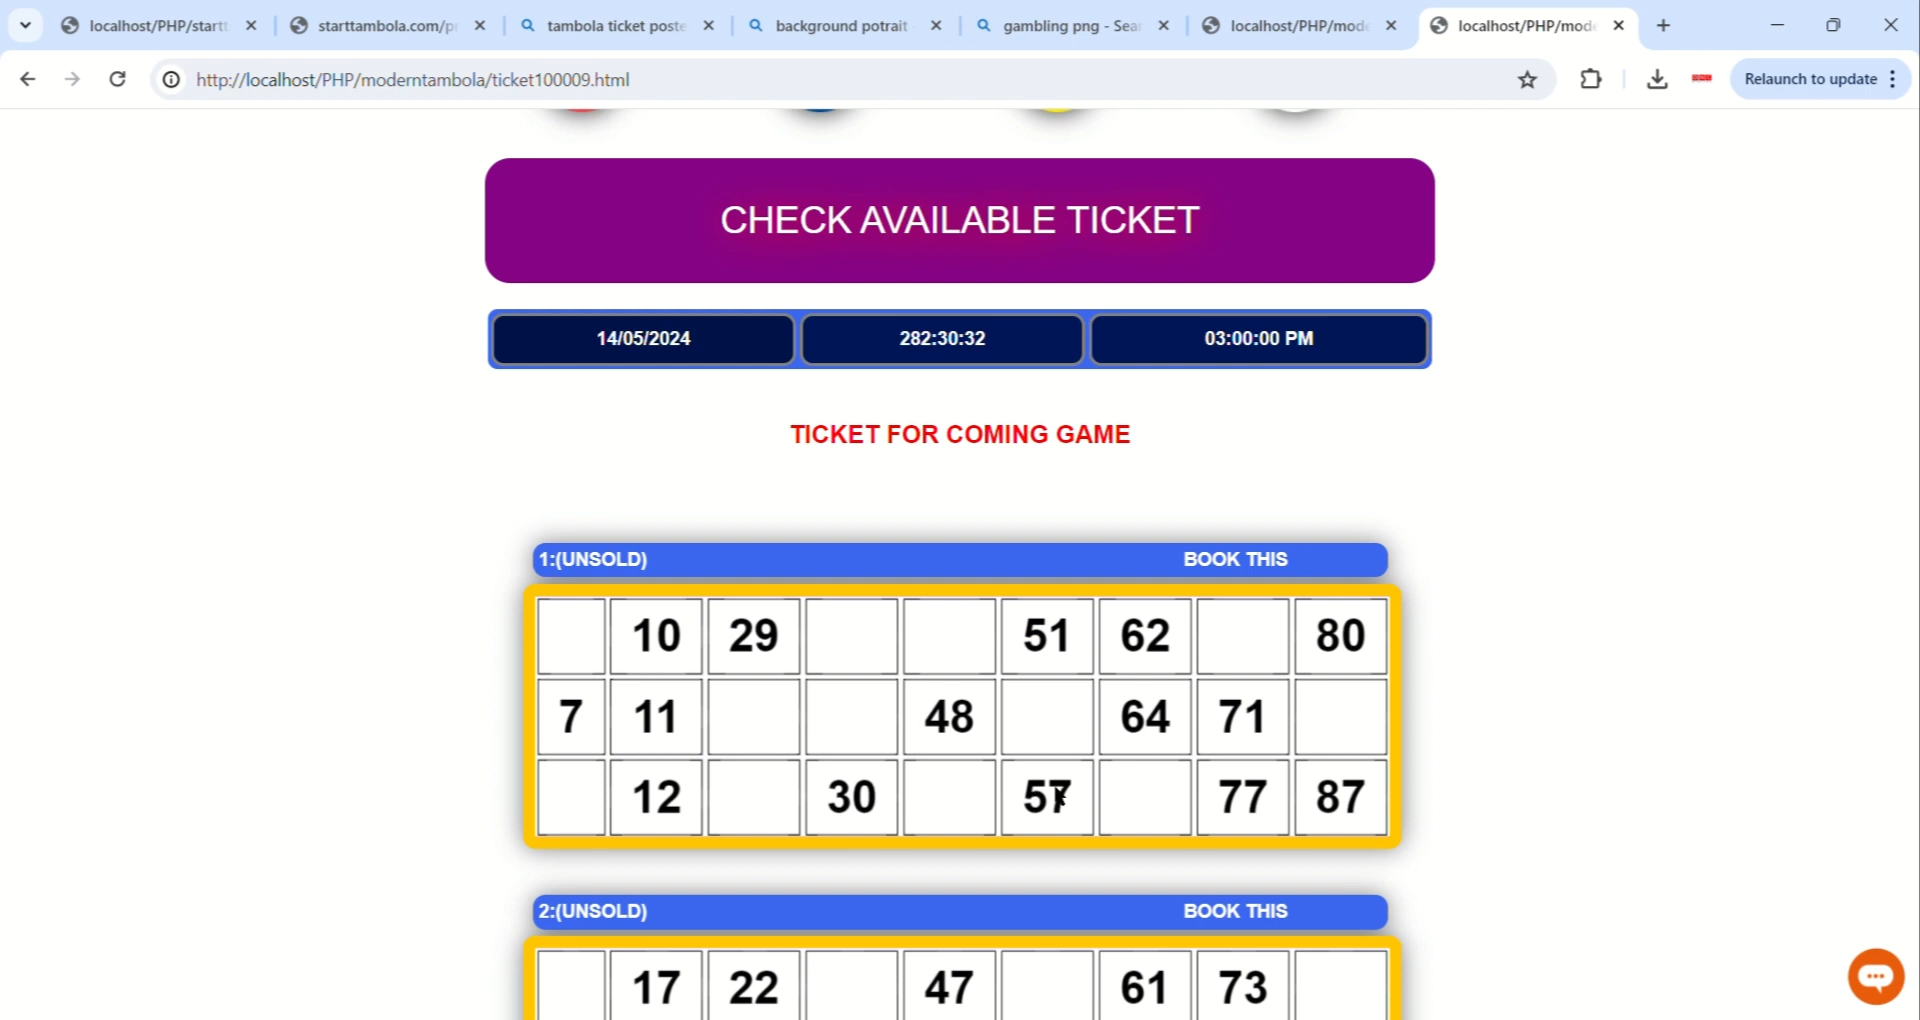 localhost/PHP/startt
starttambola.com/pr
tambola ticket poste
background potrait
gambling png - Sear
localhost/PHP/mode
localhost/PHP/mode
http://localhost/PHP/moderntambola/ticket100009.html
Relaunch to update
CHECK AVAILABLE TICKET
14/05/2024 282:30:32 03:00:00 PM
TICKET FOR COMING GAME
1:(UNSOLD) BOOK THIS
10 29 51 62 80
7 11 48 64 71
12 30 57 77 87
2:(UNSOLD) BOOK THIS
17 22 47 61 73